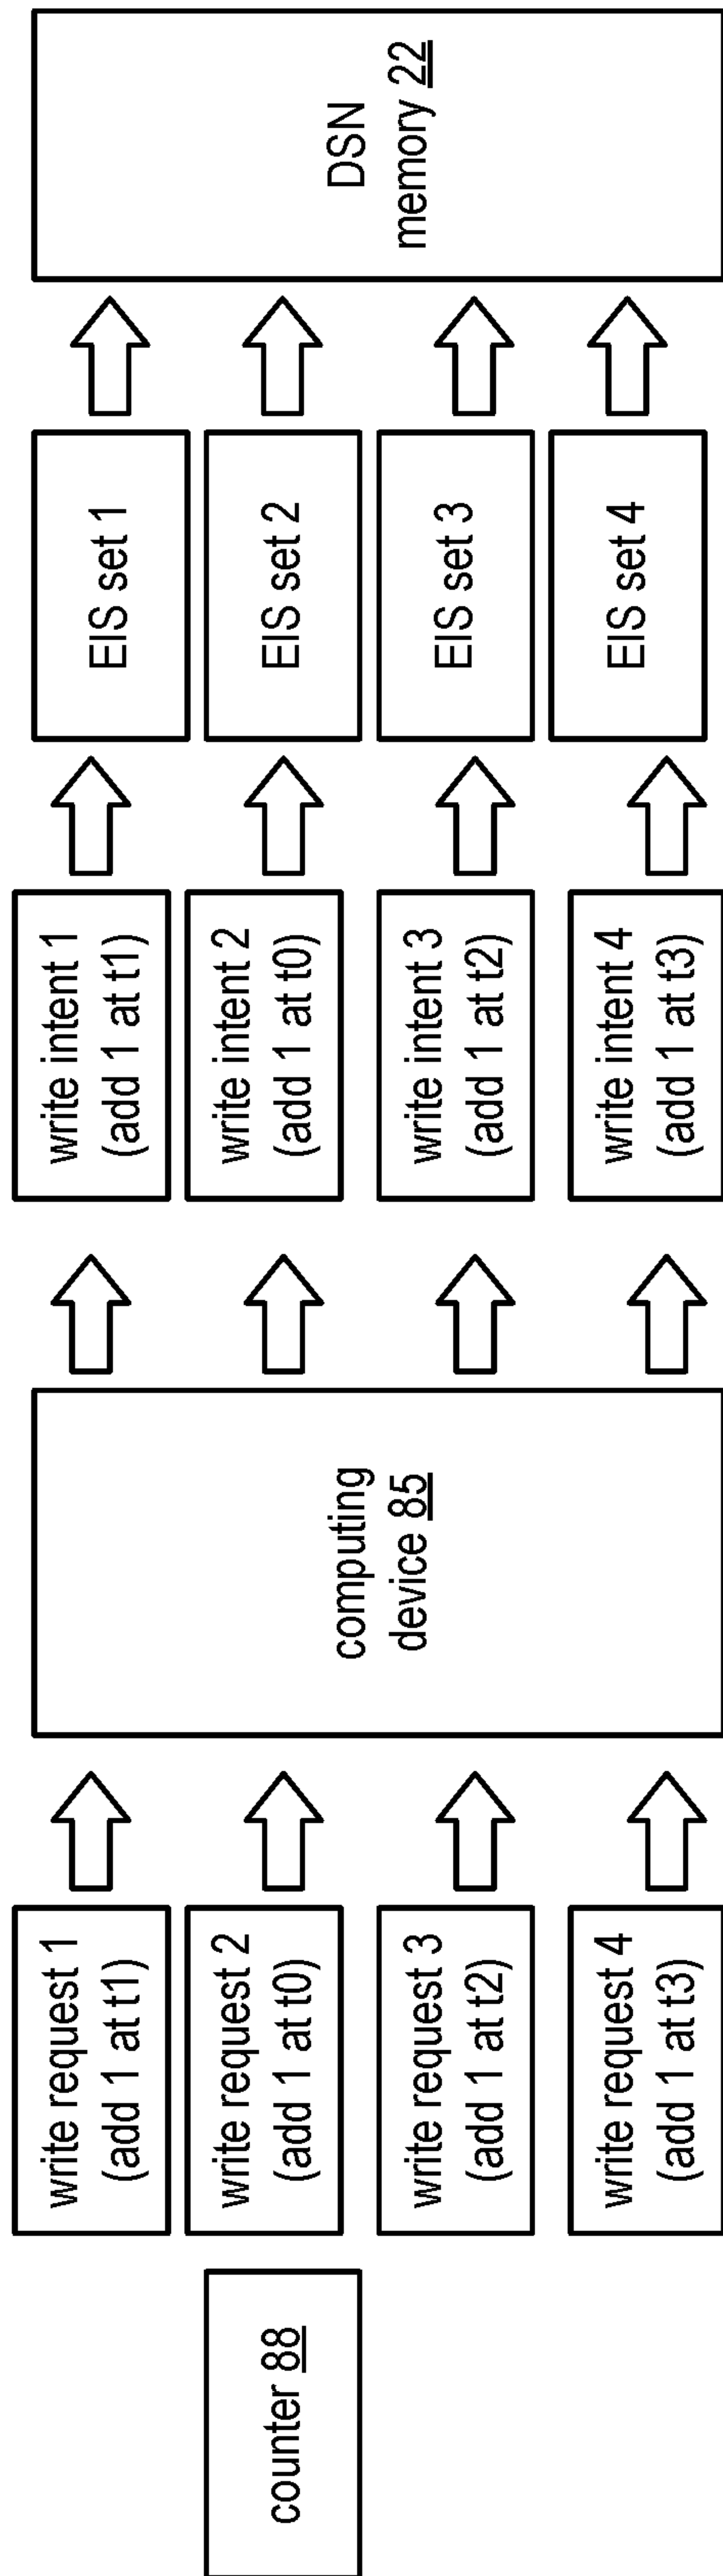 counter 88
write request 1
(add 1 at t1)
write request 2
(add 1 at t0)
write request 3
(add 1 at t2)
write request 4
(add 1 at t3)
computing
device 85
write intent 1
(add 1 at t1)
write intent 2
(add 1 at t0)
write intent 3
(add 1 at t2)
write intent 4
(add 1 at t3)
EIS set 1
EIS set 2
EIS set 3
EIS set 4
DSN
memory 22